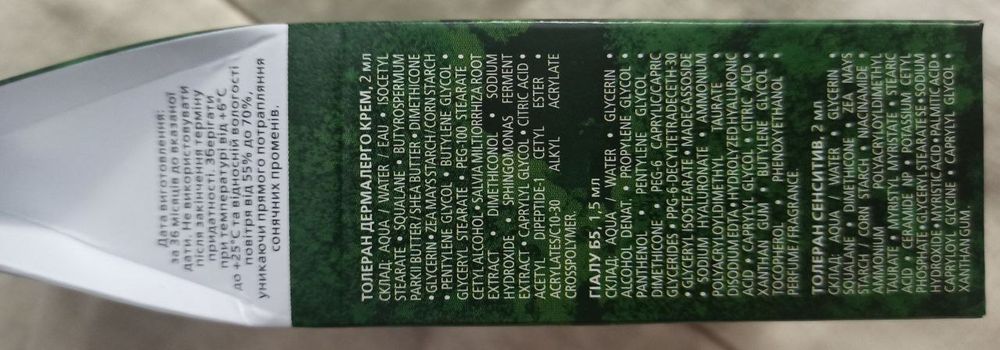 Дата виготовлення:
за 36 місяців до вказаної
дати. Не використовувати
після закінчення терміну
придатності. Зберігати
при температурі від +6°С
до +25°С та відносній вологості
повітря від 55% до 70%,
уникаючи прямого потрапляння
сонячних променів.
ТОЛЕРАН ДЕРМАЛЕРГО КРЕМ, 2 мл
СКЛАД: AQUA / WATER / EAU • ISOCETYL
STEARATE • SQUALANE • BUTYROSPERMUM
PARKII BUTTER / SHEA BUTTER • DIMETHICONE
• GLYCERIN • ZEA MAYS STARCH / CORN STARCH
• PENTYLENE GLYCOL • BUTYLENE GLYCOL •
GLYCERYL STEARATE • PEG-100 STEARATE •
CETYL ALCOHOL • SALVIA MILTIORRHIZA ROOT
EXTRACT • DIMETHICONOL • SODIUM
HYDROXIDE • SPHINGOMONAS FERMENT
EXTRACT • CAPRYLYL GLYCOL • CITRIC ACID •
ACETYL DIPEPTIDE-1 CETYL ESTER •
ACRYLATES/C10-30 ALKYL ACRYLATE
CROSSPOLYMER
ГІАЛУ Б5, 1,5 мл
СКЛАД: AQUA / WATER • GLYCERIN •
ALCOHOL DENAT. • PROPYLENE GLYCOL •
PANTHENOL • PENTYLENE GLYCOL •
DIMETHICONE • PEG-6 CAPRYLIC/CAPRIC
GLYCERIDES • PPG-6-DECYLTETRADECETH-30
• GLYCERYL ISOSTEARATE • MADECASSOSIDE
• SODIUM HYALURONATE • AMMONIUM
POLYACRYLOYLDIMETHYL TAURATE •
DISODIUM EDTA • HYDROLYZED HYALURONIC
ACID • CAPRYLYL GLYCOL • CITRIC ACID •
XANTHAN GUM • BUTYLENE GLYCOL •
TOCOPHEROL • PHENOXYETHANOL •
PERFUME / FRAGRANCE
ТОЛЕРАН СЕНСИТИВ, 2 мл
СКЛАД: AQUA / WATER • GLYCERIN •
SQUALANE • DIMETHICONE • ZEA MAYS
STARCH / CORN STARCH • NIACINAMIDE •
AMMONIUM POLYACRYLOYLDIMETHYL
TAURATE • MYRISTYL MYRISTATE • STEARIC
ACID • CERAMIDE NP • POTASSIUM CETYL
PHOSPHATE • GLYCERYL STEARATE SE • SODIUM
HYDROXIDE • MYRISTIC ACID • PALMITIC ACID •
CAPRYLOYL GLYCINE • CAPRYLYL GLYCOL •
XANTHAN GUM